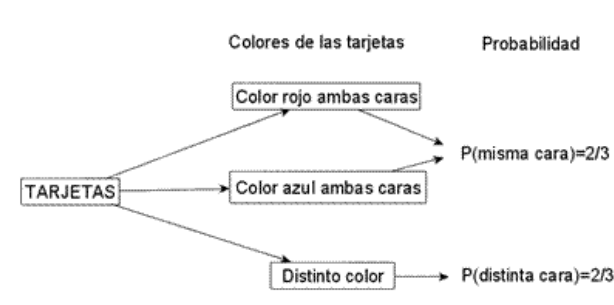 Colores de las tarjetas
Probabilidad
Color rojo ambas caras
P(misma cara)=2/3
TARJETAS
Color azul ambas caras
Distinto color
P(distinta cara)=2/3